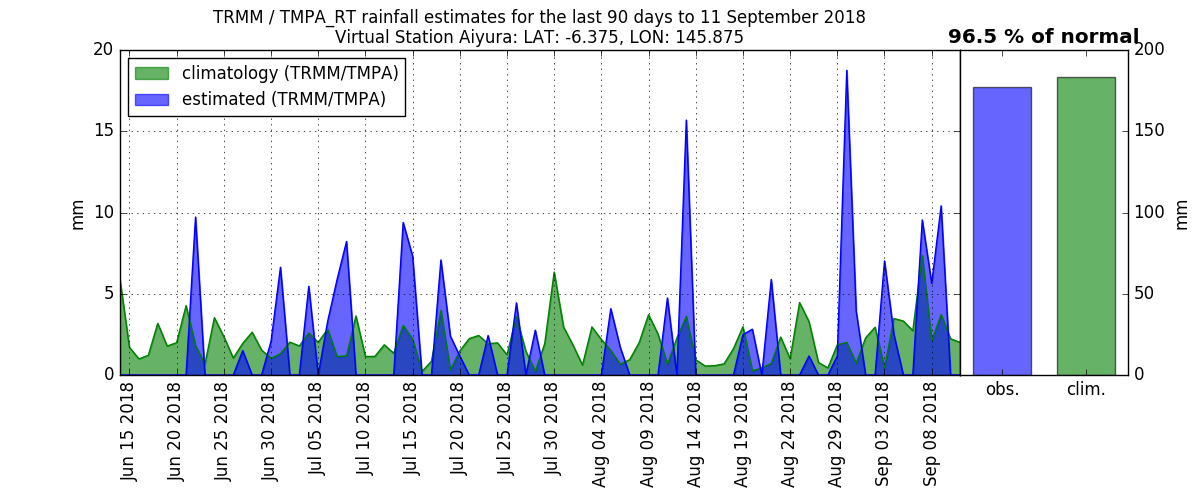 TRMM / TMPA_RT rainfall estimates for the last 90 days to 11 September 2018
Virtual Station Aiyura: LAT: -6.375, LON: 145.875
96.5 % of normal
climatology (TRMM/TMPA)
estimated (TRMM/TMPA)
mm
20
15
10
5
0
Jun 15 2018
Jun 20 2018
Jun 25 2018
Jun 30 2018
Jul 05 2018
Jul 10 2018
Jul 15 2018
Jul 20 2018
Jul 25 2018
Jul 30 2018
Aug 04 2018
Aug 09 2018
Aug 14 2018
Aug 19 2018
Aug 24 2018
Aug 29 2018
Sep 03 2018
Sep 08 2018
obs.
clim.
200
150
100
50
0
mm